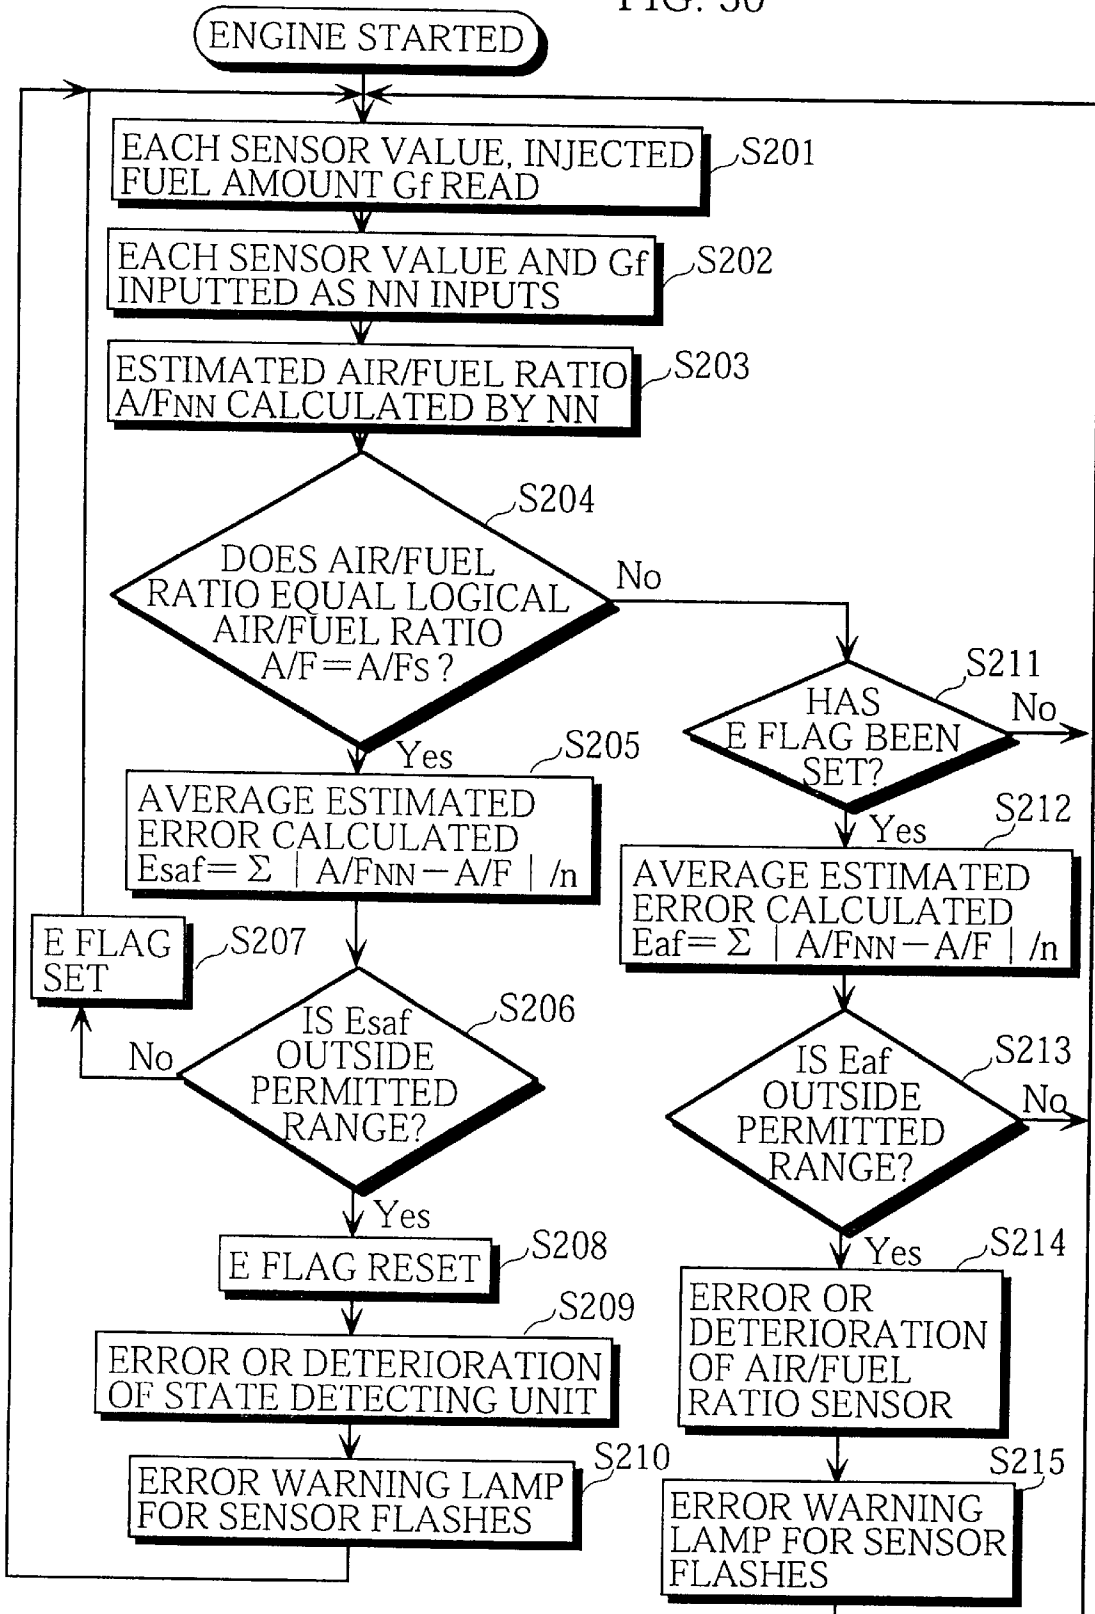 FIG. 30
ENGINE STARTED
EACH SENSOR VALUE, INJECTED
FUEL AMOUNT Gf READ
S201
EACH SENSOR VALUE AND Gf
INPUTTED AS NN INPUTS
S202
ESTIMATED AIR/FUEL RATIO
A/FNN CALCULATED BY NN
S203
S204
DOES AIR/FUEL
RATIO EQUAL LOGICAL
AIR/FUEL RATIO
A/F=A/Fs?
No
Yes
S205
AVERAGE ESTIMATED
ERROR CALCULATED
Esaf=Σ | A/FNN−A/F | /n
E FLAG
SET
S207
No
IS Esaf
OUTSIDE
PERMITTED
RANGE?
S206
Yes
E FLAG RESET
S208
S209
ERROR OR DETERIORATION
OF STATE DETECTING UNIT
ERROR WARNING LAMP
FOR SENSOR FLASHES
S210
S211
HAS
E FLAG BEEN
SET?
No
Yes
S212
AVERAGE ESTIMATED
ERROR CALCULATED
Eaf=Σ | A/FNN−A/F | /n
IS Eaf
OUTSIDE
PERMITTED
RANGE?
S213
No
Yes
S214
ERROR OR
DETERIORATION
OF AIR/FUEL
RATIO SENSOR
S215
ERROR WARNING
LAMP FOR SENSOR
FLASHES